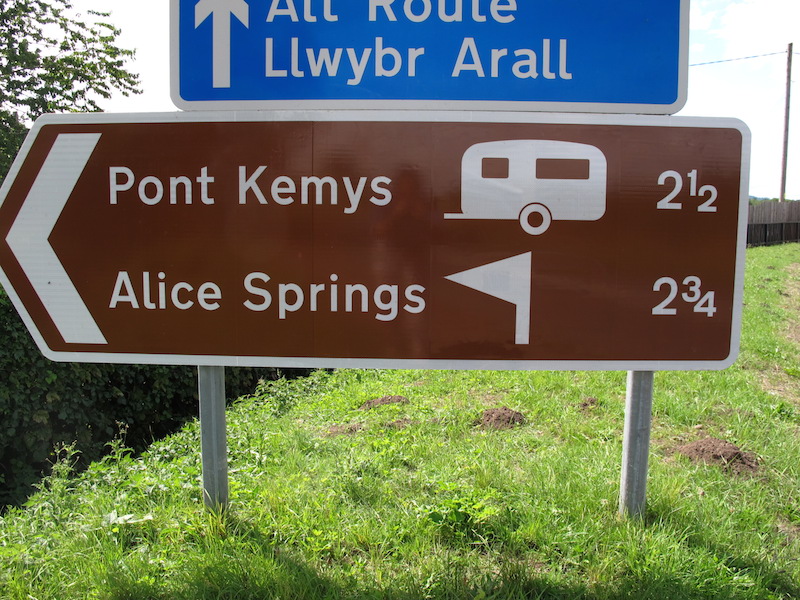 Alt Route
Llwybr Arall
Pont Kemys 2½
Alice Springs 2¾